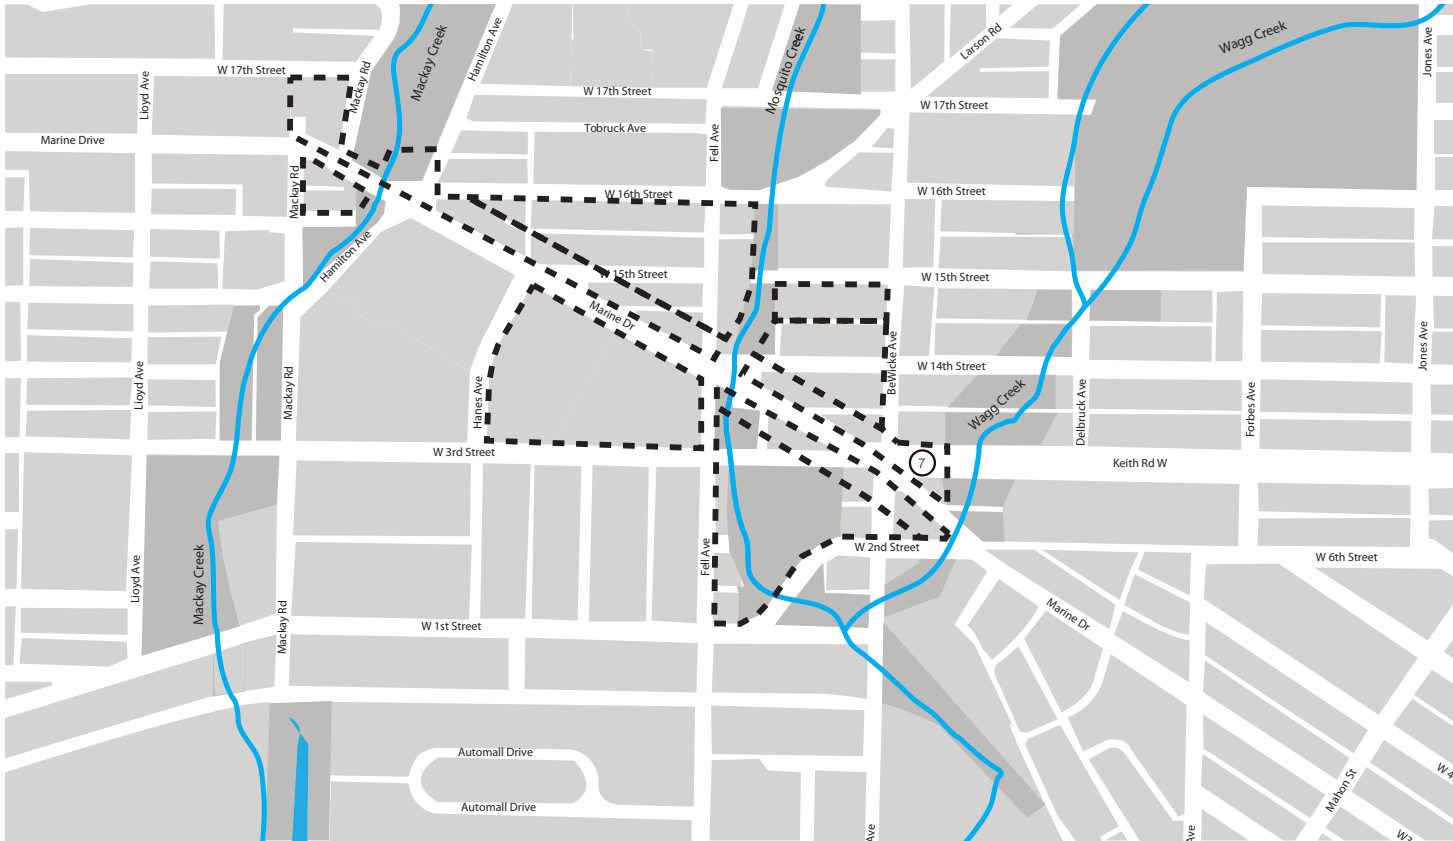 Mackay Creek
Hamilton Ave
Mosquito Creek
Larson Rd
Wagg Creek
Jones Ave
W 17th Street
Lloyd Ave
Mackay Rd
W 17th Street
W 17th Street
Marine Drive
Tobruck Ave
Fell Ave
Mackay Rd
W 16th Street
W 16th Street
Hamilton Ave
W 15th Street
W 15th Street
Marine Dr
Lloyd Ave
Mackay Rd
Hanes Ave
BeWicke Ave
W 14th Street
Wagg Creek
Delbruck Ave
Forbes Ave
Jones Ave
W 3rd Street
7
Keith Rd W
Mackay Creek
Lloyd Ave
Fell Ave
W 2nd Street
W 6th Street
Mackay Rd
W 1st Street
Marine Dr
Automall Drive
Automall Drive
Mahon St
W 4
W3
Ave
Ave